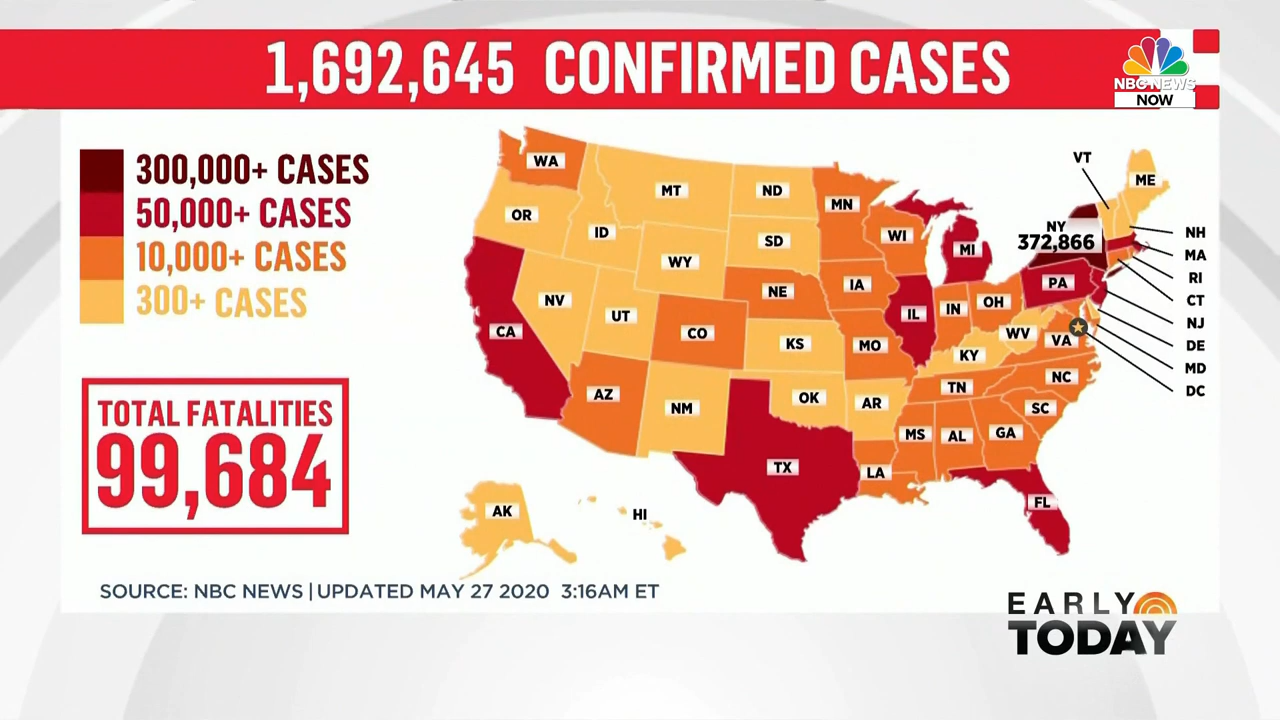 1,692,645 CONFIRMED CASES
NBC NEWS
NOW
300,000+ CASES
50,000+ CASES
10,000+ CASES
300+ CASES
TOTAL FATALITIES
99,684
WA
OR
CA
ID
NV
MT
WY
UT
AZ
CO
NM
ND
SD
NE
KS
OK
TX
MN
IA
MO
AR
LA
WI
IL
MI
IN
OH
KY
TN
MS
AL
GA
FL
SC
NC
VA
WV
PA
NY
372,866
VT
ME
NH
MA
RI
CT
NJ
DE
MD
DC
AK
HI
SOURCE: NBC NEWS | UPDATED MAY 27 2020 3:16AM ET
EARLY
TODAY